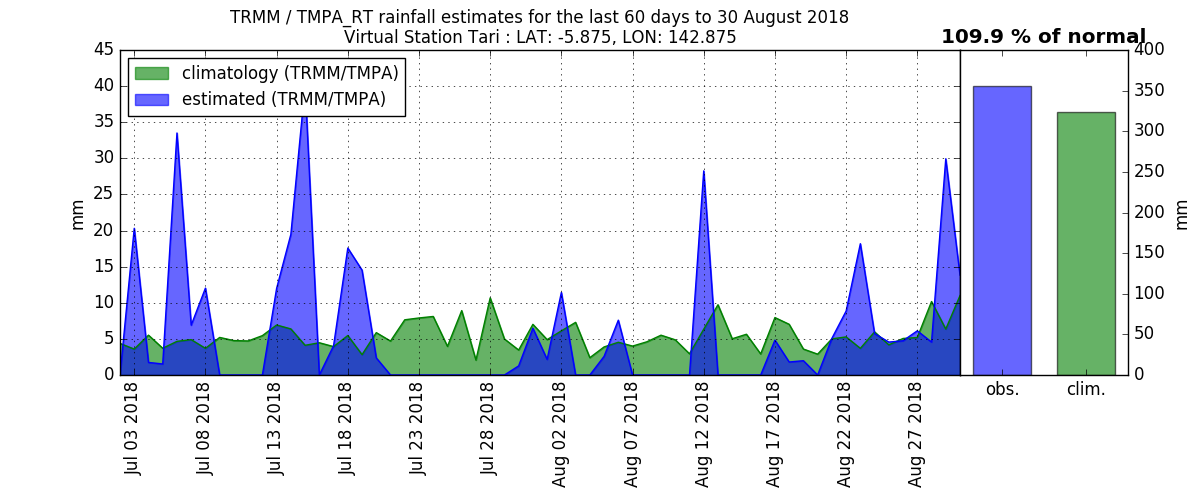 TRMM / TMPA_RT rainfall estimates for the last 60 days to 30 August 2018
Virtual Station Tari : LAT: -5.875, LON: 142.875
109.9 % of normal
climatology (TRMM/TMPA)
estimated (TRMM/TMPA)
mm
45
40
35
30
25
20
15
10
5
0
Jul 03 2018
Jul 08 2018
Jul 13 2018
Jul 18 2018
Jul 23 2018
Jul 28 2018
Aug 02 2018
Aug 07 2018
Aug 12 2018
Aug 17 2018
Aug 22 2018
Aug 27 2018
obs.
clim.
400
350
300
250
200
150
100
50
0
mm